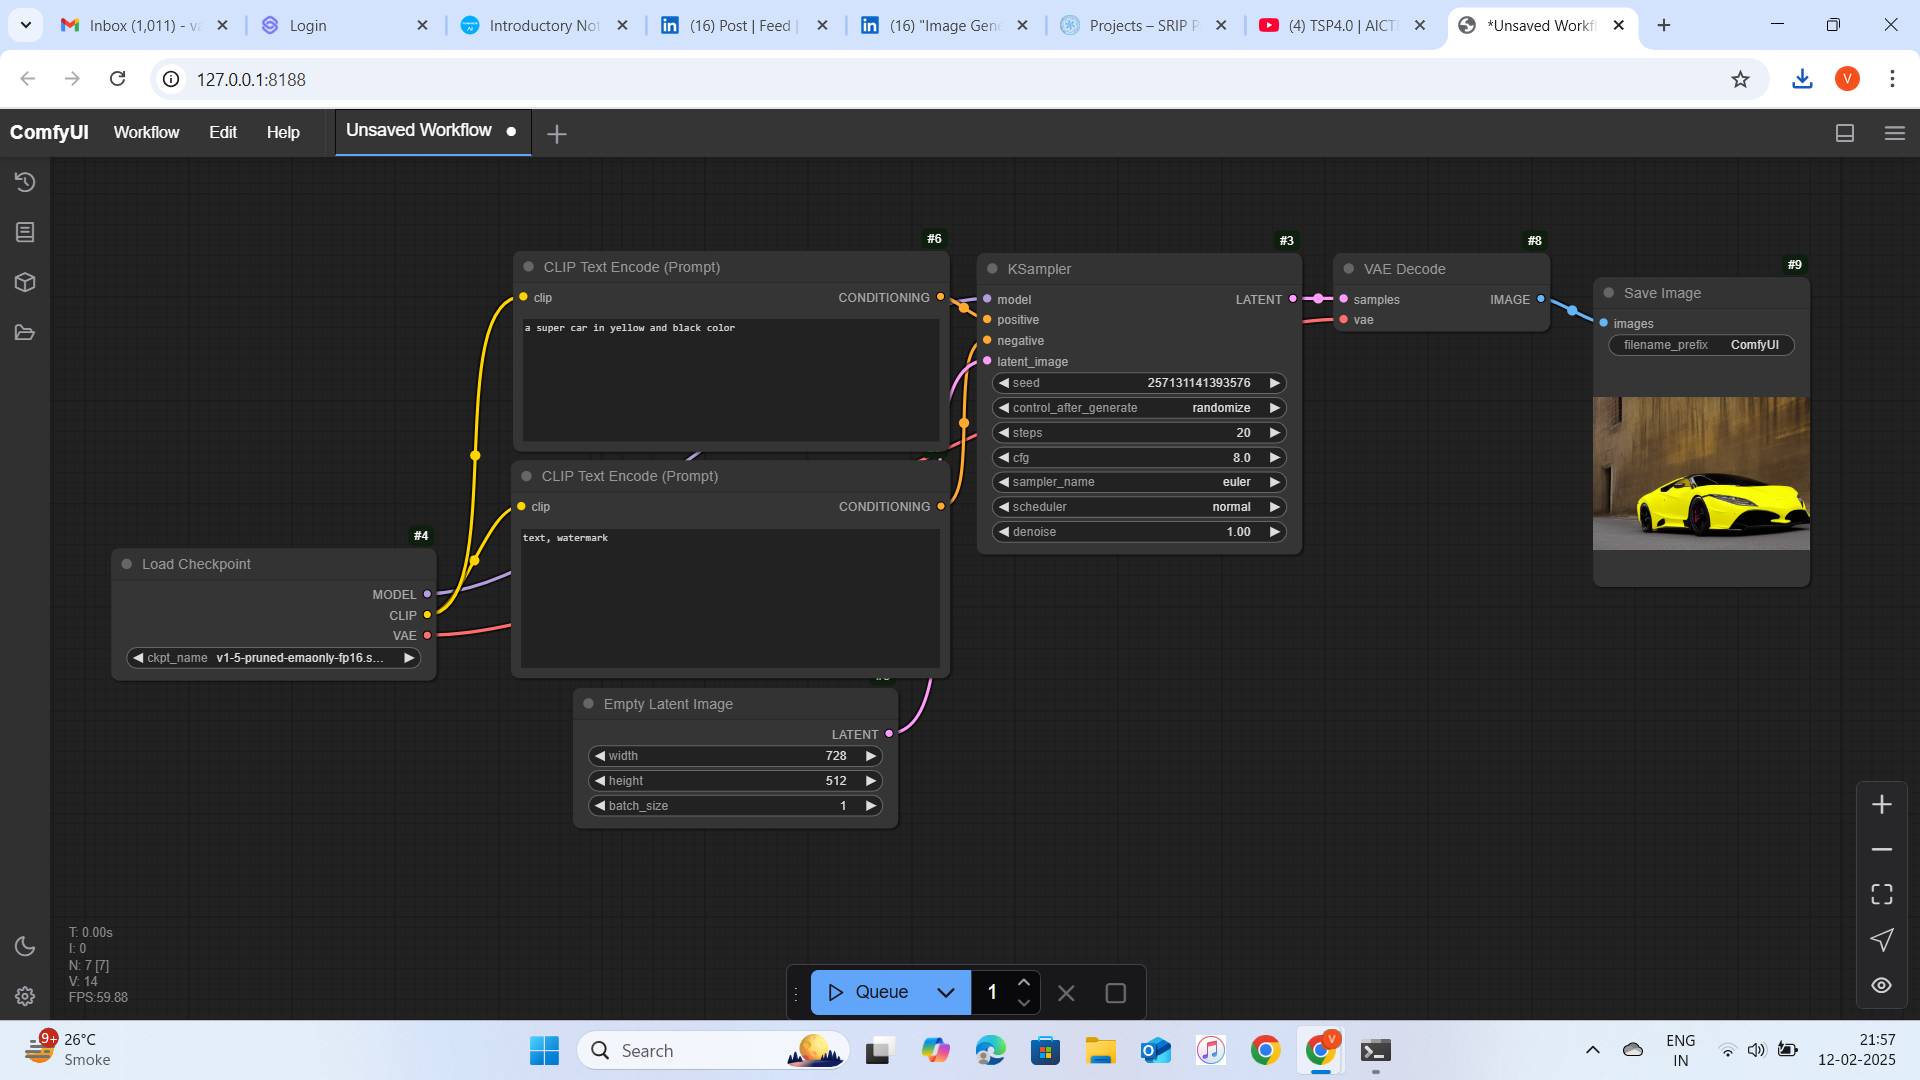 Inbox (1,011) - va
Login
Introductory Not
(16) Post | Feed |
(16) "Image Gene
Projects – SRIP P
(4) TSP4.0 | AICTE
*Unsaved Workfl
127.0.0.1:8188
V
ComfyUI
Workflow
Edit
Help
Unsaved Workflow
#6
CLIP Text Encode (Prompt)
clip
CONDITIONING
a super car in yellow and black color
CLIP Text Encode (Prompt)
clip
CONDITIONING
text, watermark
#4
Load Checkpoint
MODEL
CLIP
VAE
ckpt_name v1-5-pruned-emaonly-fp16.s...
Empty Latent Image
LATENT
width 728
height 512
batch_size 1
#3
KSampler
model
LATENT
positive
negative
latent_image
seed 257131141393576
control_after_generate randomize
steps 20
cfg 8.0
sampler_name euler
scheduler normal
denoise 1.00
#8
VAE Decode
samples
IMAGE
vae
#9
Save Image
images
filename_prefix ComfyUI
T: 0.00s
I: 0
N: 7 [7]
V: 14
FPS:59.88
Queue
1
9+
26°C
Smoke
Search
V
ENG
IN
21:57
12-02-2025